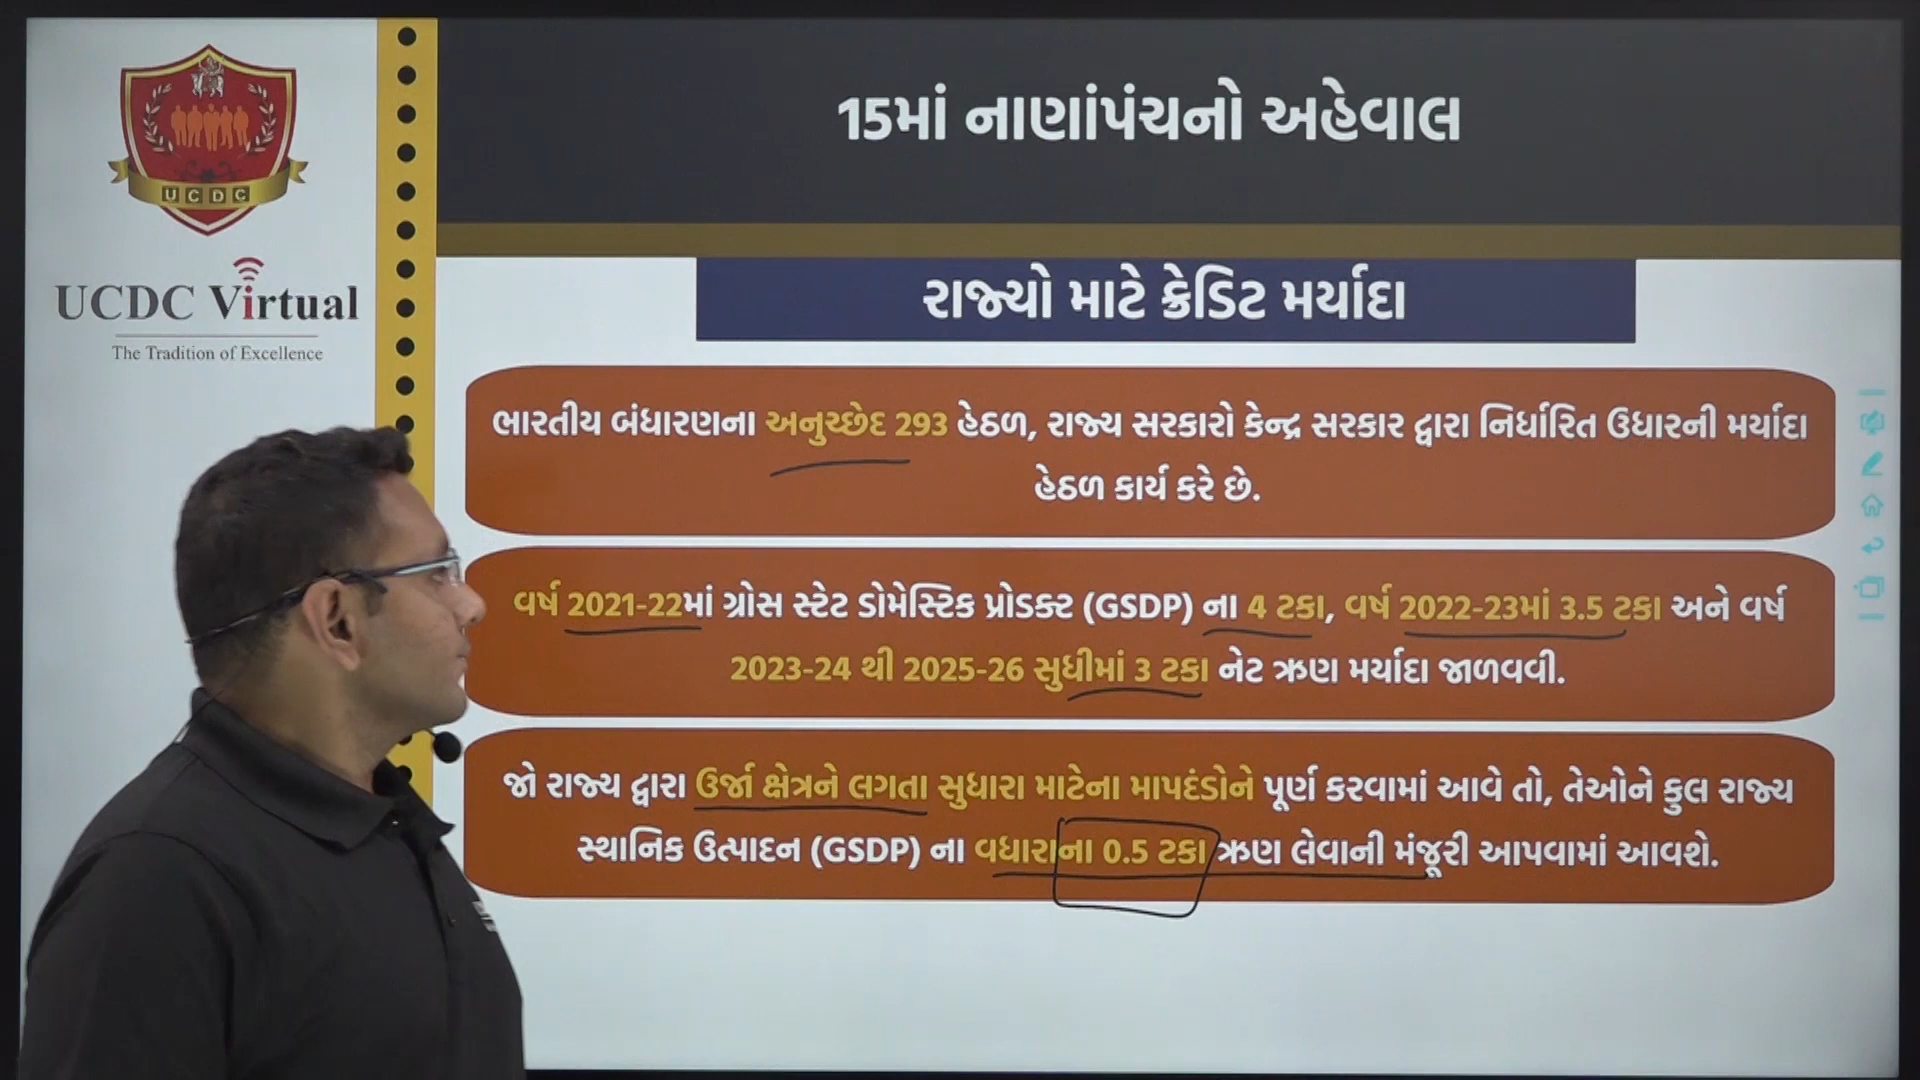 15માં નાણાંપંચનો અહેવાલ
UCDC
UCDC Virtual
The Tradition of Excellence
રાજ્યો માટે ક્રેડિટ મર્યાદા
ભારતીય બંધારણના અનુચ્છેદ 293 હેઠળ, રાજ્ય સરકારો કેન્દ્ર સરકાર દ્વારા નિર્ધારિત ઉધારની મર્યાદા
હેઠળ કાર્ય કરે છે.
વર્ષ 2021-22માં ગ્રોસ સ્ટેટ ડોમેસ્ટિક પ્રોડક્ટ (GSDP) ના 4 ટકા, વર્ષ 2022-23માં 3.5 ટકા અને વર્ષ
2023-24 થી 2025-26 સુધીમાં 3 ટકા નેટ ઋણ મર્યાદા જાળવવી.
જો રાજ્ય દ્વારા ઉર્જા ક્ષેત્રને લગતા સુધારા માટેના માપદંડોને પૂર્ણ કરવામાં આવે તો, તેઓને કુલ રાજ્ય
સ્થાનિક ઉત્પાદન (GSDP) ના વધારાના 0.5 ટકા ઋણ લેવાની મંજૂરી આપવામાં આવશે.